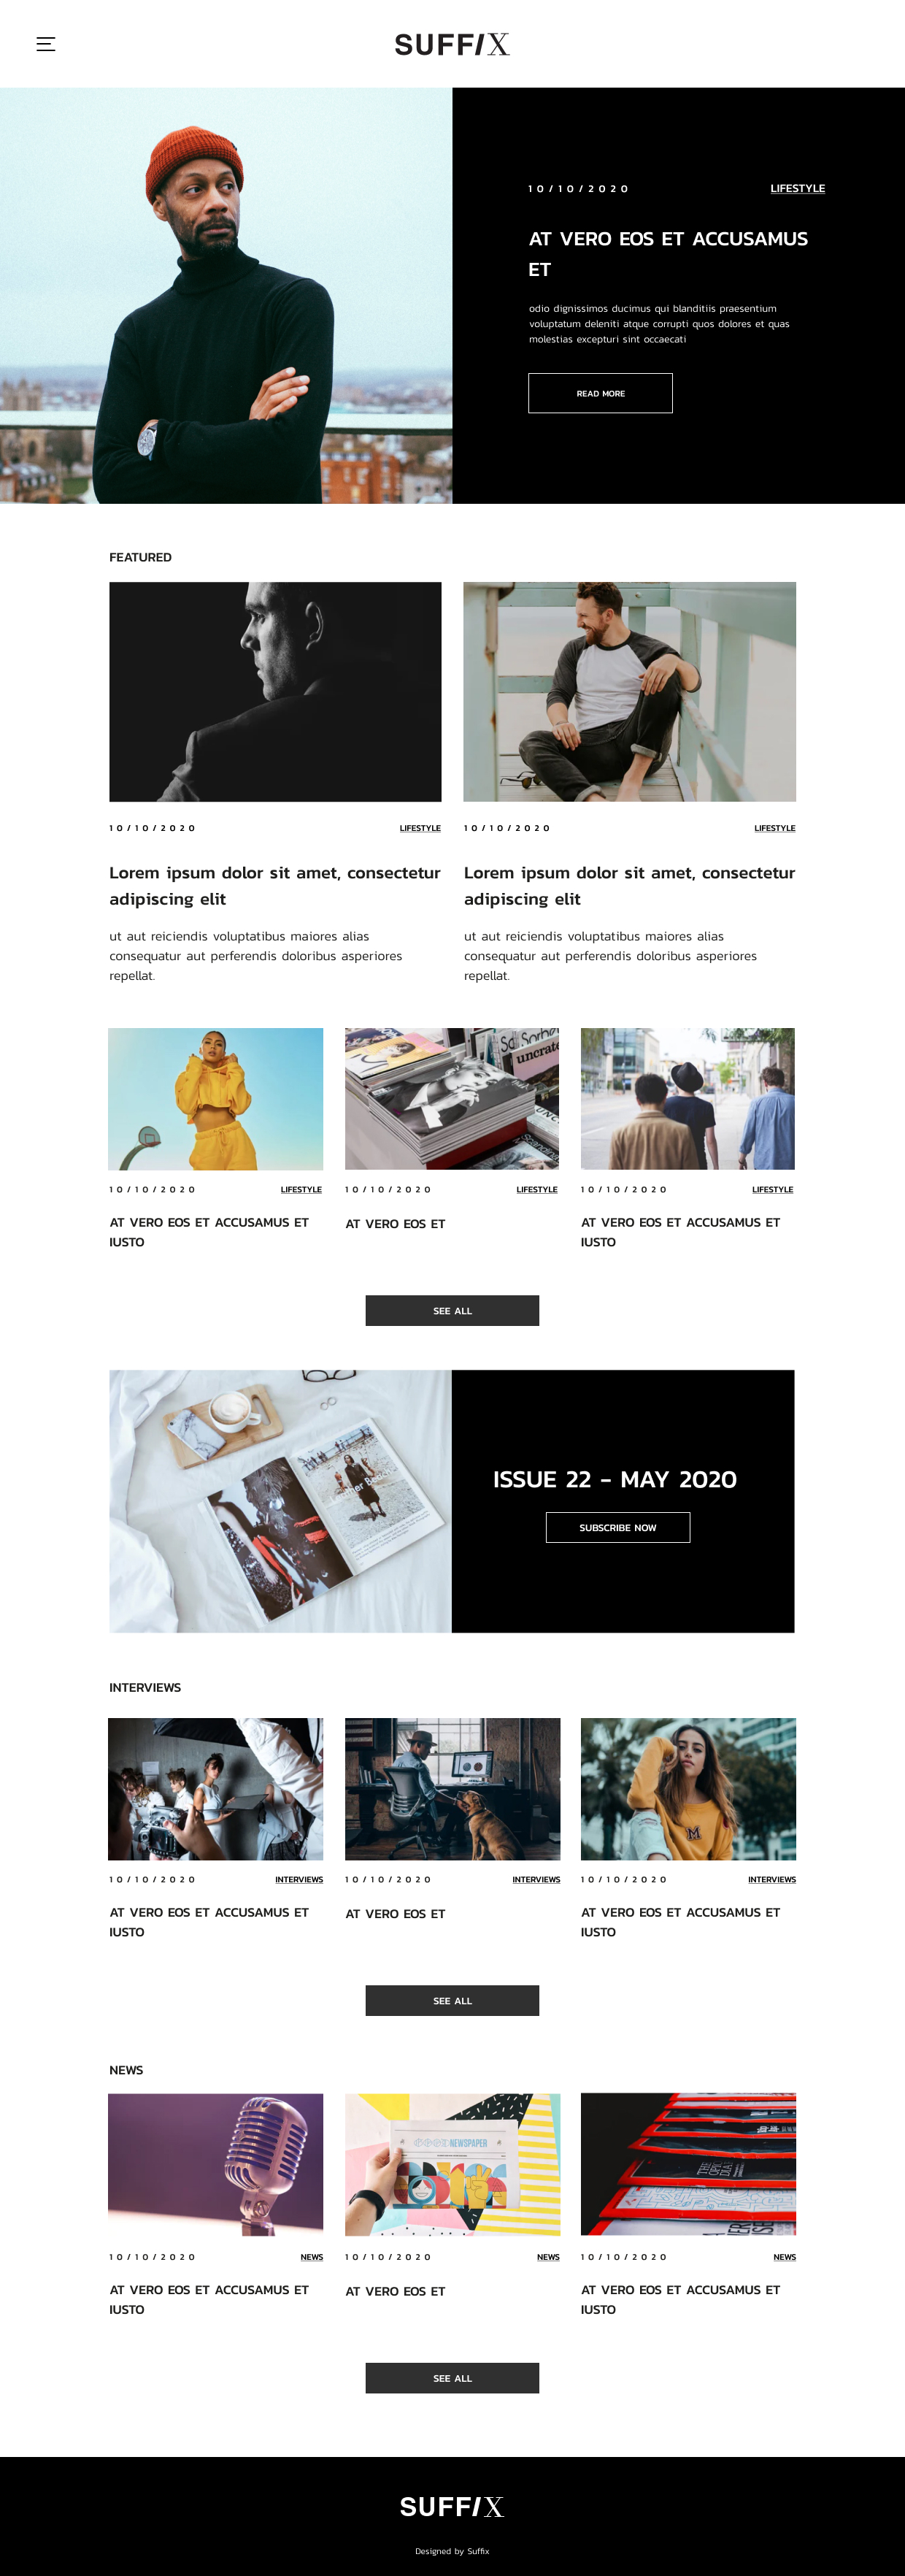 SUFFIX
10/10/2020 LIFESTYLE
AT VERO EOS ET ACCUSAMUS
ET
odio dignissimos ducimus qui blanditiis praesentium
voluptatum deleniti atque corrupti quos dolores et quas
molestias excepturi sint occaecati
READ MORE
FEATURED
10/10/2020 LIFESTYLE
Lorem ipsum dolor sit amet, consectetur
adipiscing elit
ut aut reiciendis voluptatibus maiores alias
consequatur aut perferendis doloribus asperiores
repellat.
10/10/2020 LIFESTYLE
Lorem ipsum dolor sit amet, consectetur
adipiscing elit
ut aut reiciendis voluptatibus maiores alias
consequatur aut perferendis doloribus asperiores
repellat.
uncrate
10/10/2020 LIFESTYLE
AT VERO EOS ET ACCUSAMUS ET
IUSTO
10/10/2020 LIFESTYLE
AT VERO EOS ET
10/10/2020 LIFESTYLE
AT VERO EOS ET ACCUSAMUS ET
IUSTO
SEE ALL
ISSUE 22 - MAY 2020
SUBSCRIBE NOW
INTERVIEWS
M
10/10/2020 INTERVIEWS
AT VERO EOS ET ACCUSAMUS ET
IUSTO
10/10/2020 INTERVIEWS
AT VERO EOS ET
10/10/2020 INTERVIEWS
AT VERO EOS ET ACCUSAMUS ET
IUSTO
SEE ALL
NEWS
GOOD NEWSPAPER
10/10/2020 NEWS
AT VERO EOS ET ACCUSAMUS ET
IUSTO
10/10/2020 NEWS
AT VERO EOS ET
10/10/2020 NEWS
AT VERO EOS ET ACCUSAMUS ET
IUSTO
SEE ALL
SUFFIX
Designed by Suffix